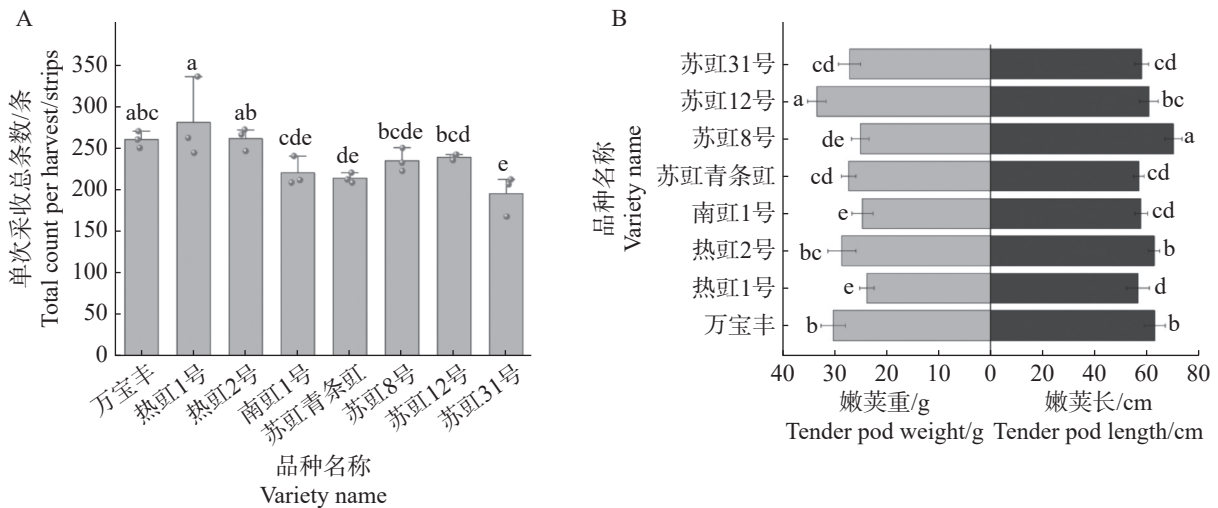 A
单次采收总条数/条
Total count per harvest/strips
350
300
250
200
150
100
50
0
abc
a
ab
cde
de
bcde
bcd
e
万宝丰
热豇1号
热豇2号
南豇1号
苏豇青条豇
苏豇8号
苏豇12号
苏豇31号
品种名称
Variety name
B
品种名称
Variety name
苏豇31号 cd cd
苏豇12号 a bc
苏豇8号 de a
苏豇青条豇 cd cd
南豇1号 e cd
热豇2号 bc b
热豇1号 e d
万宝丰 b b
40 30 20 10 0 20 40 60 80
嫩荚重/g 嫩荚长/cm
Tender pod weight/g Tender pod length/cm